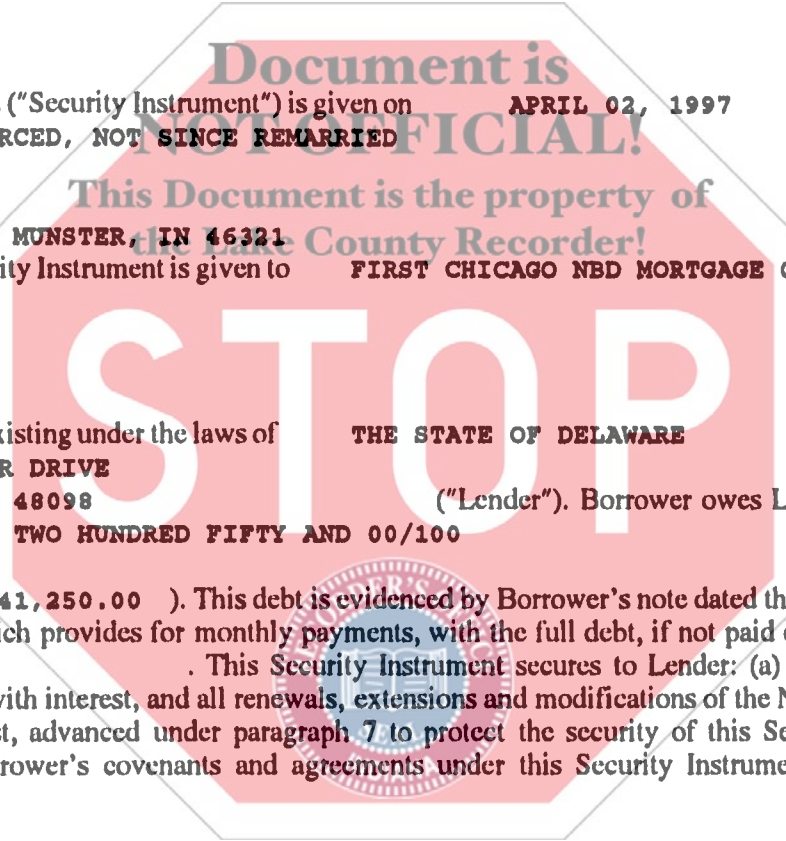 Document is
("Security Instrument") is given on APRIL 02, 1997
NOT OFFICIAL!
RCED, NOT SINCE REMARRIED
This Document is the property of
MUNSTER, IN 46321
the Lake County Recorder!
ity Instrument is given to FIRST CHICAGO NBD MORTGAGE
STOP
xisting under the laws of THE STATE OF DELAWARE
R DRIVE
48098 ("Lender"). Borrower owes L
TWO HUNDRED FIFTY AND 00/100
41,250.00 ). This debt is evidenced by Borrower's note dated th
ch provides for monthly payments, with the full debt, if not paid
. This Security Instrument secures to Lender: (a)
vith interest, and all renewals, extensions and modifications of the N
st, advanced under paragraph 7 to protect the security of this Se
rower's covenants and agreements under this Security Instrume
SEAL
INDIANA